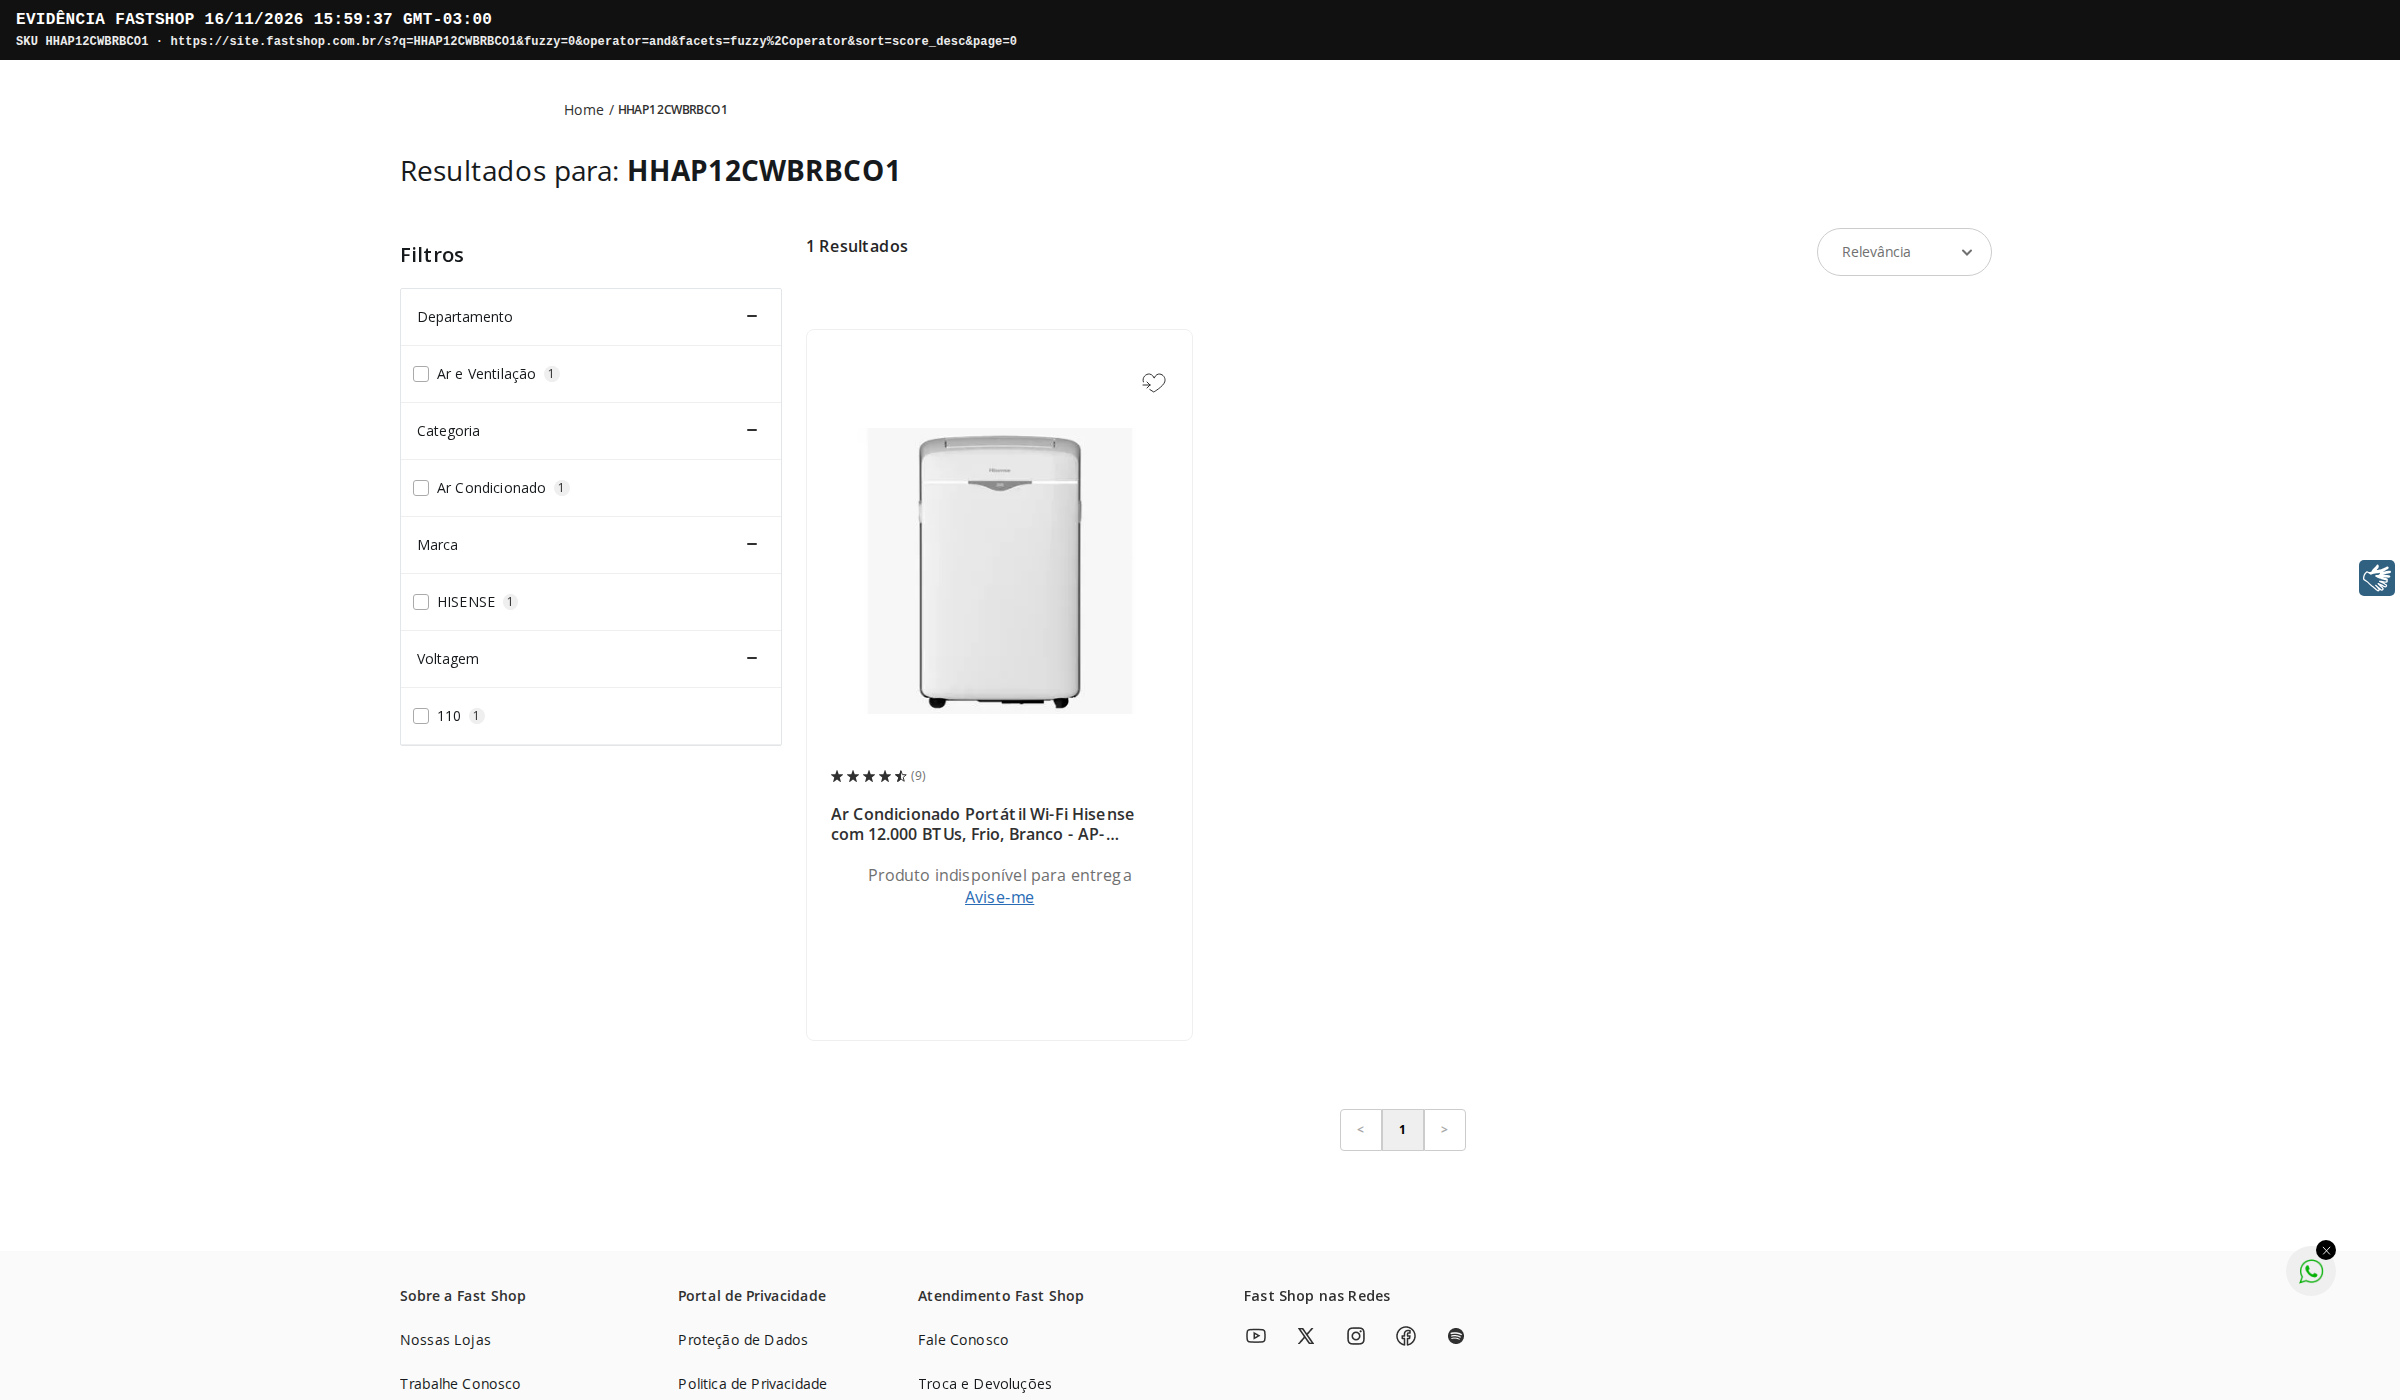 EVIDÊNCIA FASTSHOP 16/11/2026 15:59:37 GMT-03:00
SKU HHAP12CWBRBCO1 · https://site.fastshop.com.br/s?q=HHAP12CWBRBCO1&fuzzy=0&operator=and&facets=fuzzy%2Coperator&sort=score_desc&page=0
Home / HHAP12CWBRBCO1
Resultados para: HHAP12CWBRBCO1
Filtros
1 Resultados
Relevância
Departamento
Ar e Ventilação 1
Categoria
Ar Condicionado 1
Marca
HISENSE 1
Voltagem
110 1
Hisense
(9)
Ar Condicionado Portátil Wi-Fi Hisense
com 12.000 BTUs, Frio, Branco - AP-...
Produto indisponível para entrega
Avise-me
< 1 >
Sobre a Fast Shop
Nossas Lojas
Trabalhe Conosco
Portal de Privacidade
Proteção de Dados
Politica de Privacidade
Atendimento Fast Shop
Fale Conosco
Troca e Devoluções
Fast Shop nas Redes